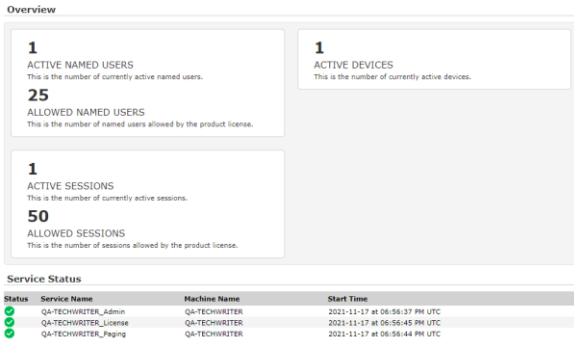 Overview
1
ACTIVE NAMED USERS
This is the number of currently active named users.
25
ALLOWED NAMED USERS
This is the number of named users allowed by the product license.
1
ACTIVE DEVICES
This is the number of currently active devices.
1
ACTIVE SESSIONS
This is the number of currently active sessions.
50
ALLOWED SESSIONS
This is the number of sessions allowed by the product license.
Service Status
Status Service Name Machine Name Start Time
QA-TECHWRITER_Admin QA-TECHWRITER 2021-11-17 at 06:56:37 PM UTC
QA-TECHWRITER_License QA-TECHWRITER 2021-11-17 at 06:56:45 PM UTC
QA-TECHWRITER_Paging QA-TECHWRITER 2021-11-17 at 06:56:44 PM UTC